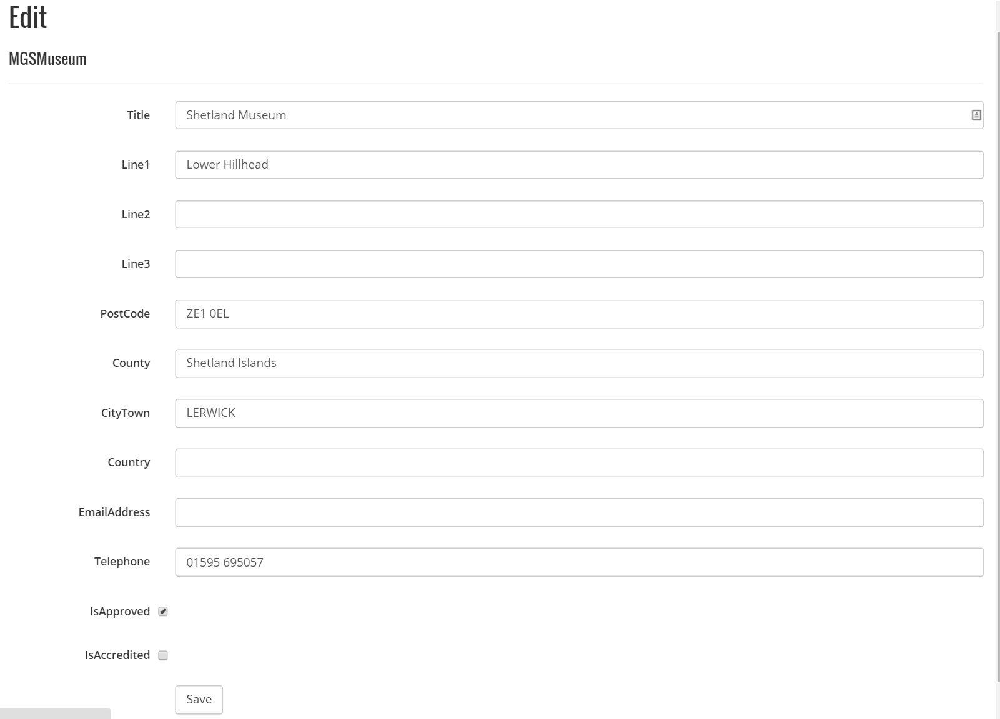 Edit
MGSMuseum
Title Shetland Museum
Line1 Lower Hillhead
Line2
Line3
PostCode ZE1 0EL
County Shetland Islands
CityTown LERWICK
Country
EmailAddress
Telephone 01595 695057
IsApproved
IsAccredited
Save